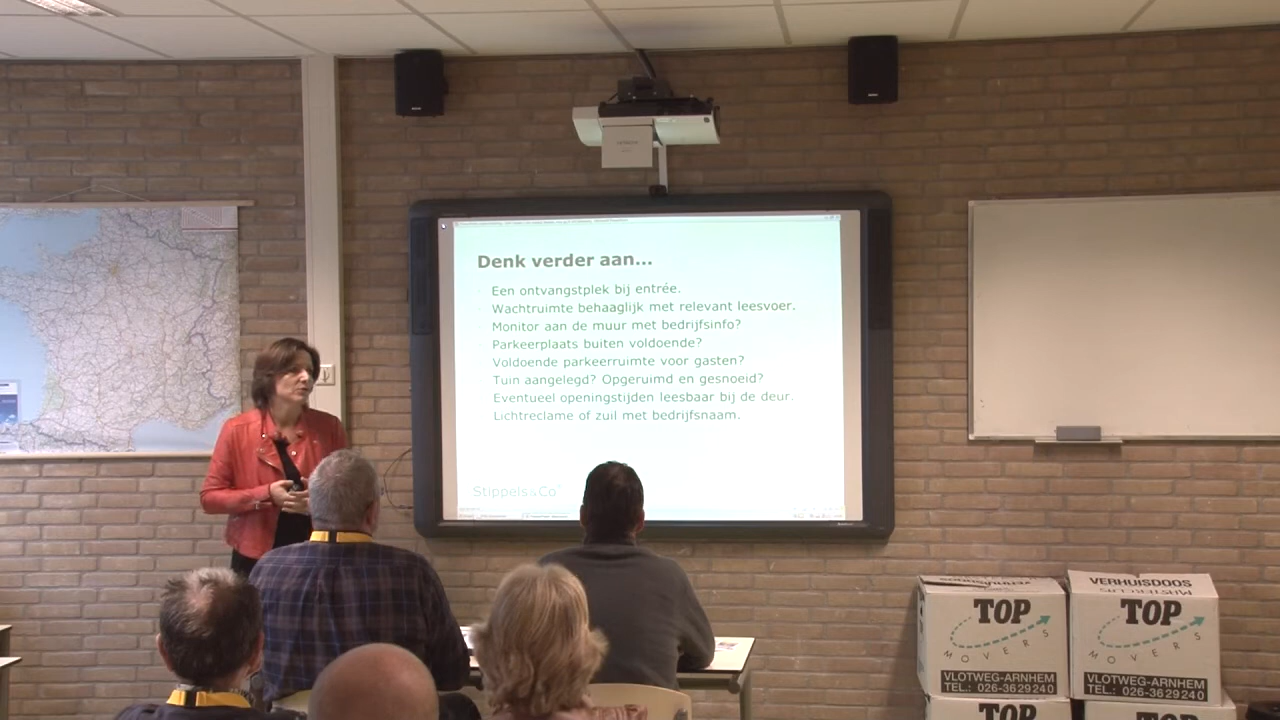 HITACHI
Denk verder aan...
Een ontvangstplek bij entrée.
Wachtruimte behaaglijk met relevant leesvoer.
Monitor aan de muur met bedrijfsinfo?
Parkeerplaats buiten voldoende?
Voldoende parkeerruimte voor gasten?
Tuin aangelegd? Opgeruimd en gesnoeid?
Eventueel openingstijden leesbaar bij de deur.
Lichtreclame of zuil met bedrijfsnaam.
Stippels&Co
TOP
MOVERS
VLOTWEG-ARNHEM
TEL.: 026-3629240
TOP
VERHUISDOOS
TOP
MOVERS
VLOTWEG-ARNHEM
TEL.: 026-3629240
TOP